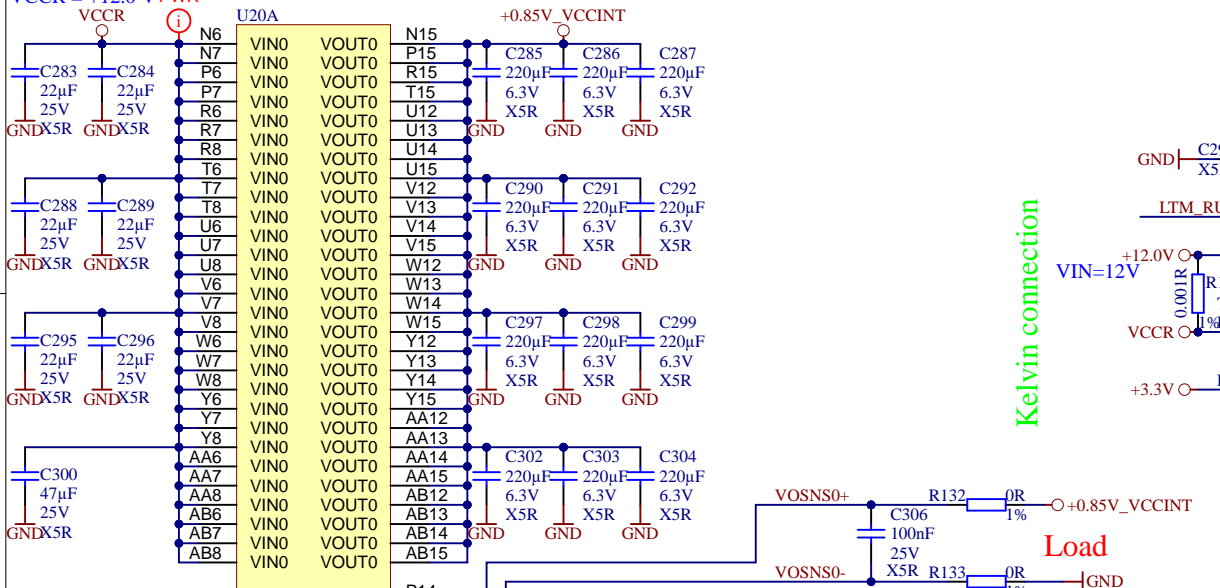 VCCR = +12.0 V PWR
VCCR
i
U20A
+0.85V_VCCINT
N6 VIN0 VOUT0 N15
N7 VIN0 VOUT0 P15
P6 VIN0 VOUT0 R15
P7 VIN0 VOUT0 T15
R6 VIN0 VOUT0 U12
R7 VIN0 VOUT0 U13
R8 VIN0 VOUT0 U14
T6 VIN0 VOUT0 U15
T7 VIN0 VOUT0 V12
T8 VIN0 VOUT0 V13
U6 VIN0 VOUT0 V14
U7 VIN0 VOUT0 V15
U8 VIN0 VOUT0 W12
V6 VIN0 VOUT0 W13
V7 VIN0 VOUT0 W14
V8 VIN0 VOUT0 W15
W6 VIN0 VOUT0 Y12
W7 VIN0 VOUT0 Y13
W8 VIN0 VOUT0 Y14
Y6 VIN0 VOUT0 Y15
Y7 VIN0 VOUT0 AA12
Y8 VIN0 VOUT0 AA13
AA6 VIN0 VOUT0 AA14
AA7 VIN0 VOUT0 AA15
AA8 VIN0 VOUT0 AB12
AB6 VIN0 VOUT0 AB13
AB7 VIN0 VOUT0 AB14
AB8 VIN0 VOUT0 AB15
C283 C284
22µF 22µF
25V 25V
GND X5R GND X5R
C288 C289
22µF 22µF
25V 25V
GND X5R GND X5R
C295 C296
22µF 22µF
25V 25V
GND X5R GND X5R
C300
47µF
25V
GND X5R
C285 C286 C287
220µF 220µF 220µF
6.3V 6.3V 6.3V
X5R X5R X5R
GND GND GND
C290 C291 C292
220µF 220µF 220µF
6.3V 6.3V 6.3V
X5R X5R X5R
GND GND GND
C297 C298 C299
220µF 220µF 220µF
6.3V 6.3V 6.3V
X5R X5R X5R
GND GND GND
C302 C303 C304
220µF 220µF 220µF
6.3V 6.3V 6.3V
X5R X5R X5R
GND GND GND
Kelvin connection
GND
LTM_RU
+12.0V
VIN=12V
0.001R
1%
VCCR
+3.3V
VOSNS0+ R132 0R +0.85V_VCCINT
1%
C306
100nF
25V
X5R
Load
VOSNS0- R133 0R GND